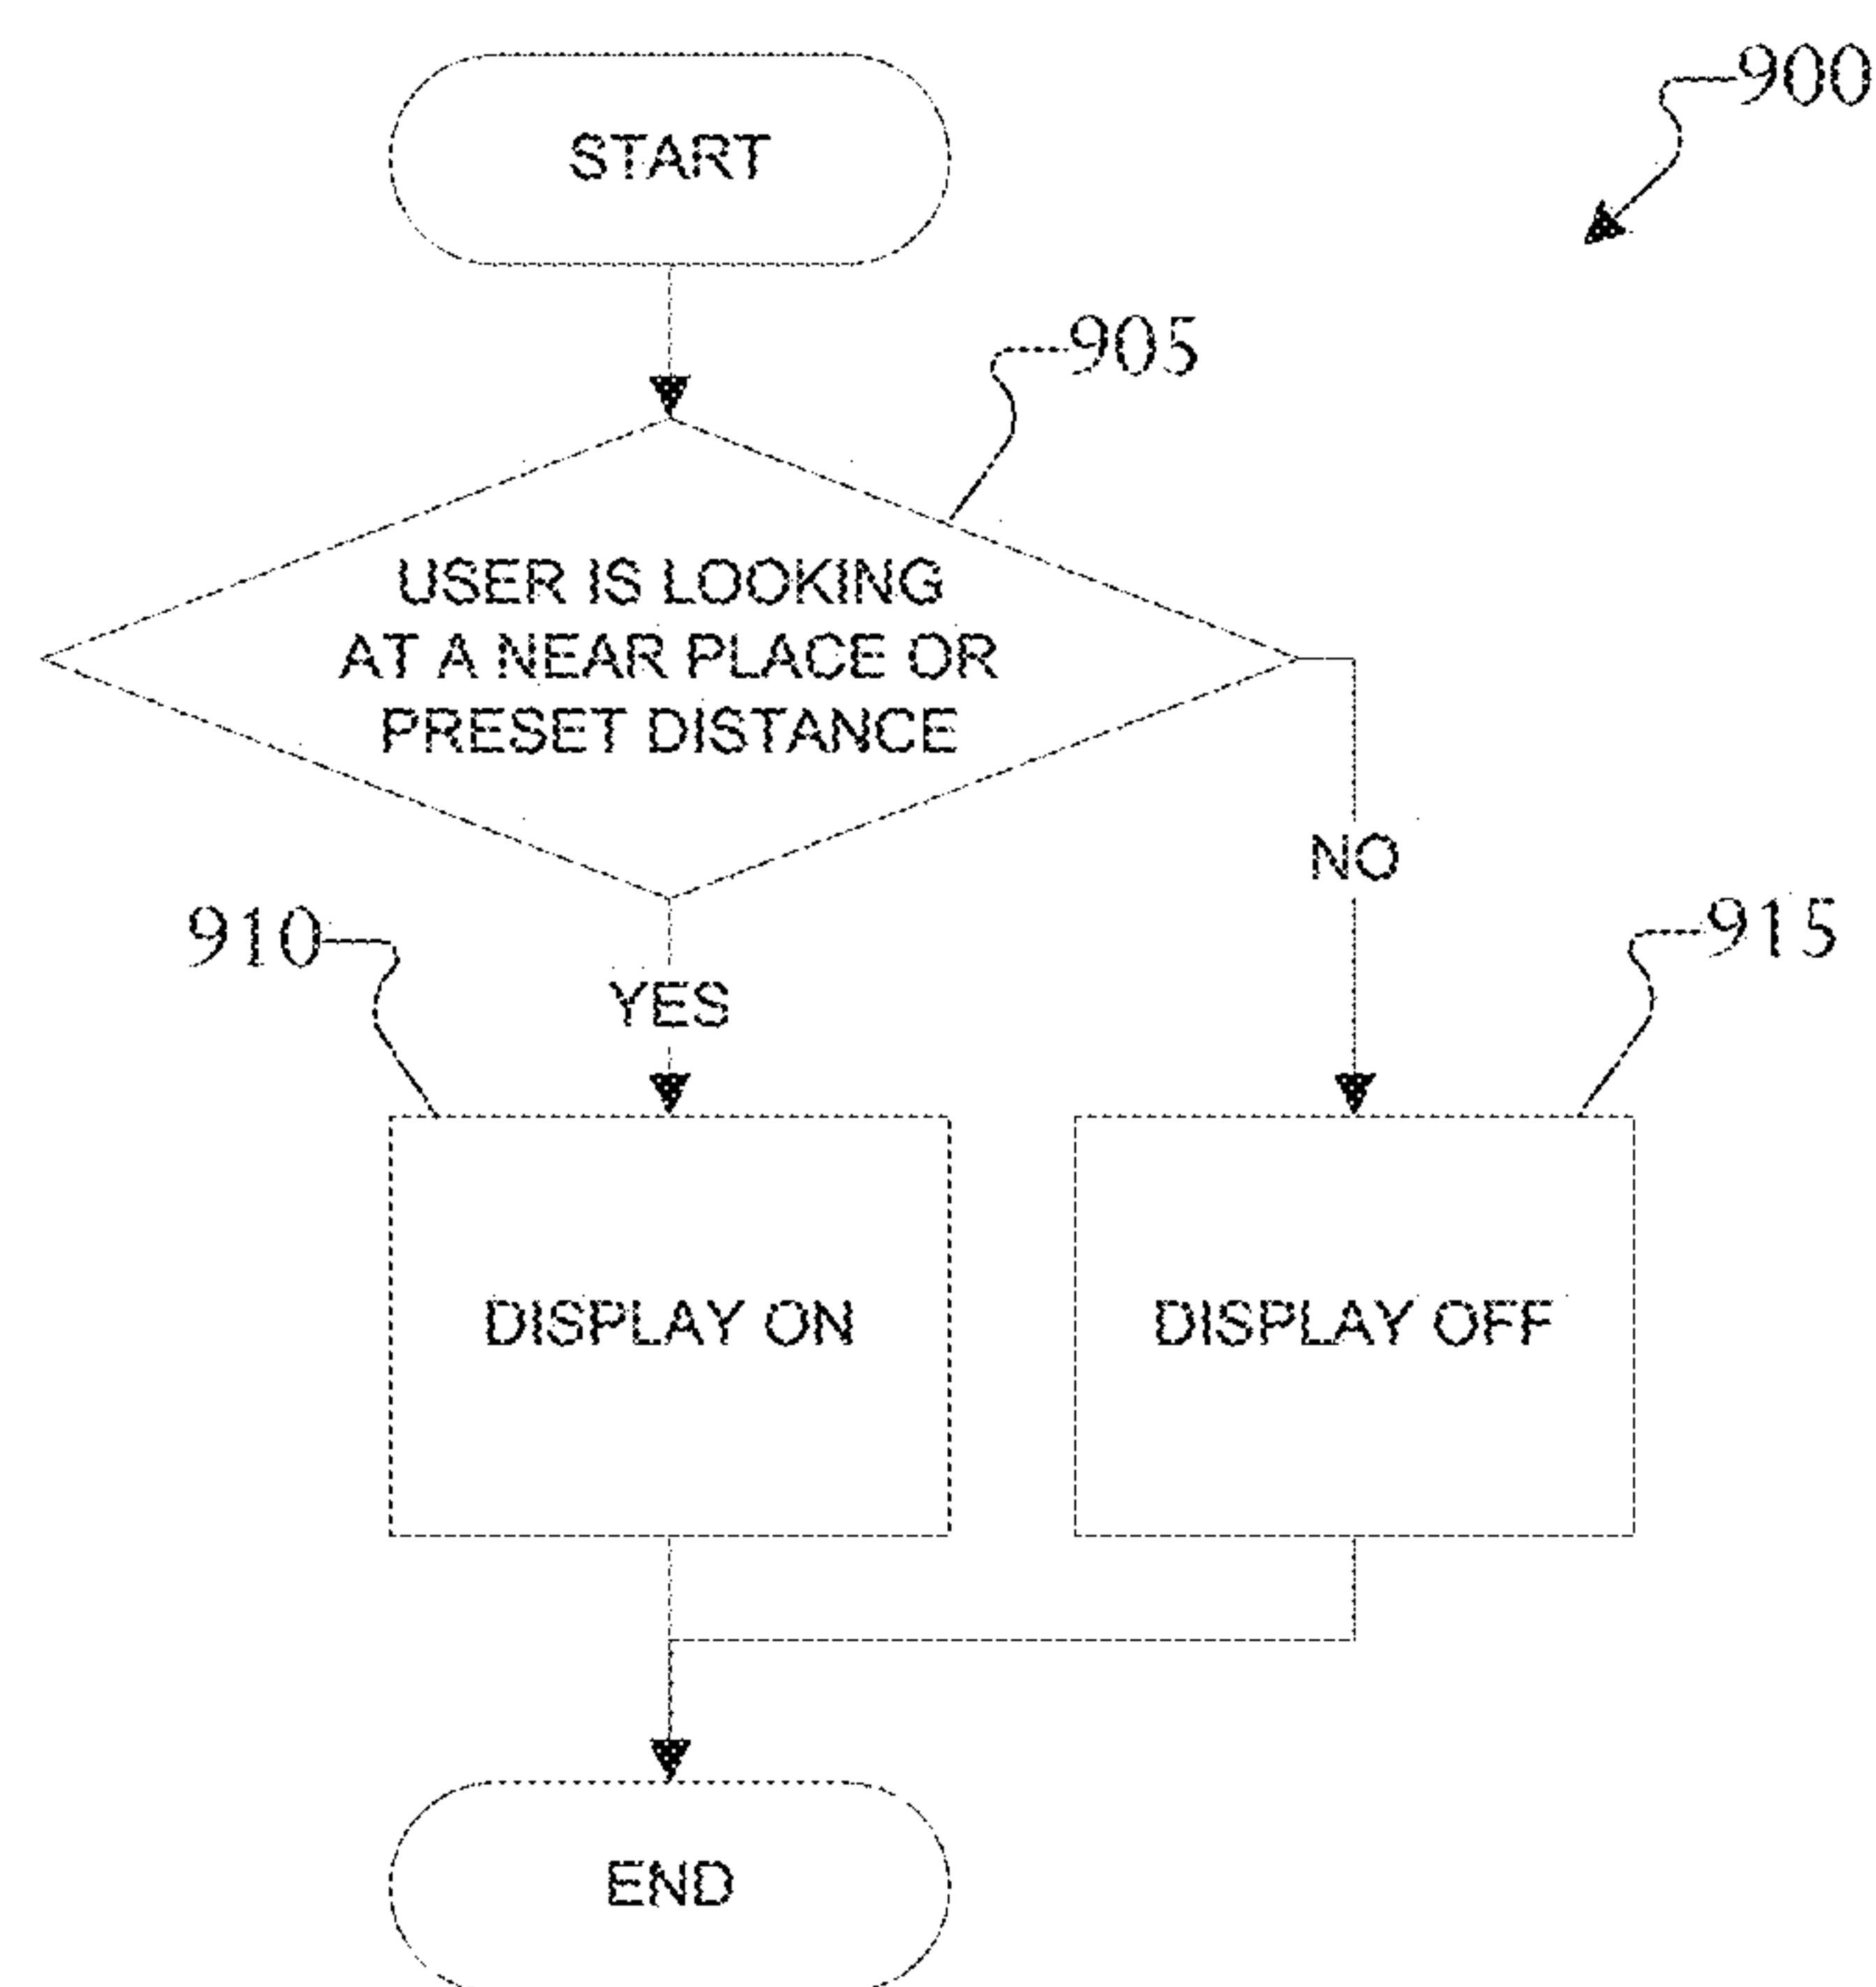 START
900
905
USER IS LOOKING
AT A NEAR PLACE OR
PRESET DISTANCE
NO
910
915
YES
DISPLAY ON
DISPLAY OFF
END